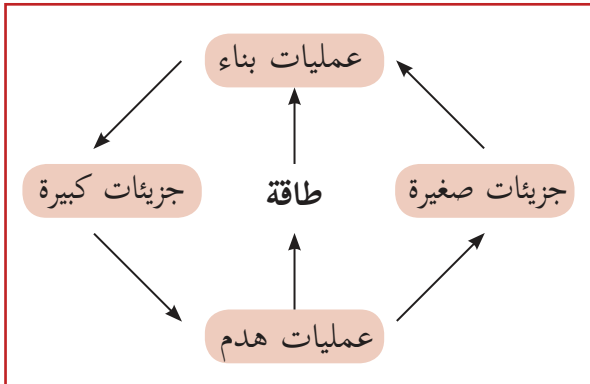 عمليات بناء
جزيئات صغيرة
طاقة
جزيئات كبيرة
عمليات هدم